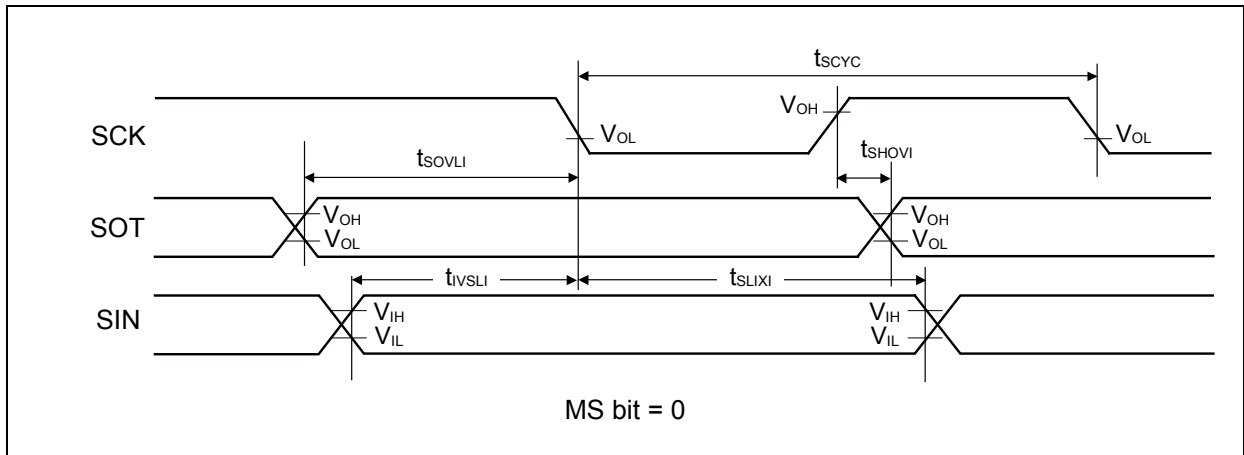 tSCYC
VOH
SCK
VOL
VOL
tSOVLI
tSHOVI
SOT
VOH
VOL
VOH
VOL
tIVSLI
tSLIXI
SIN
VIH
VIL
VIH
VIL
MS bit = 0